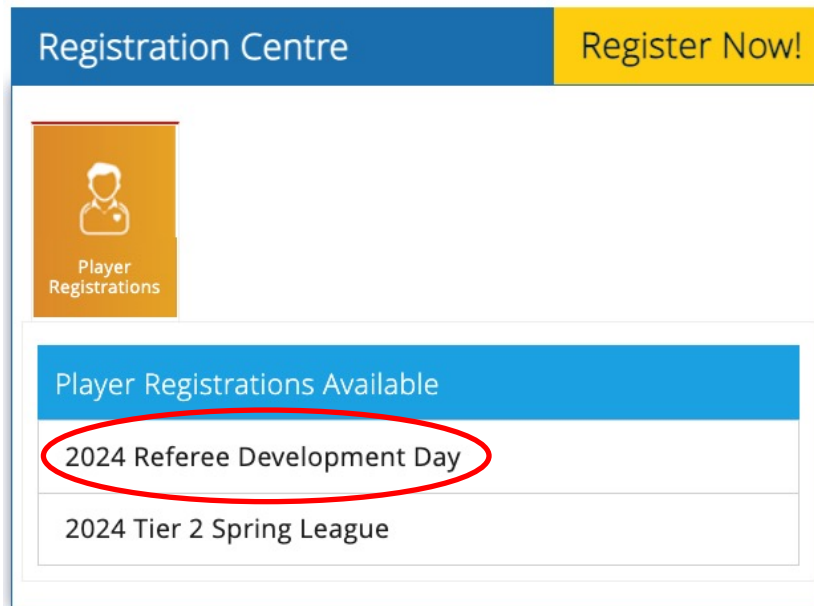 Registration Centre
Register Now!
Player
Registrations
Player Registrations Available
2024 Referee Development Day
2024 Tier 2 Spring League